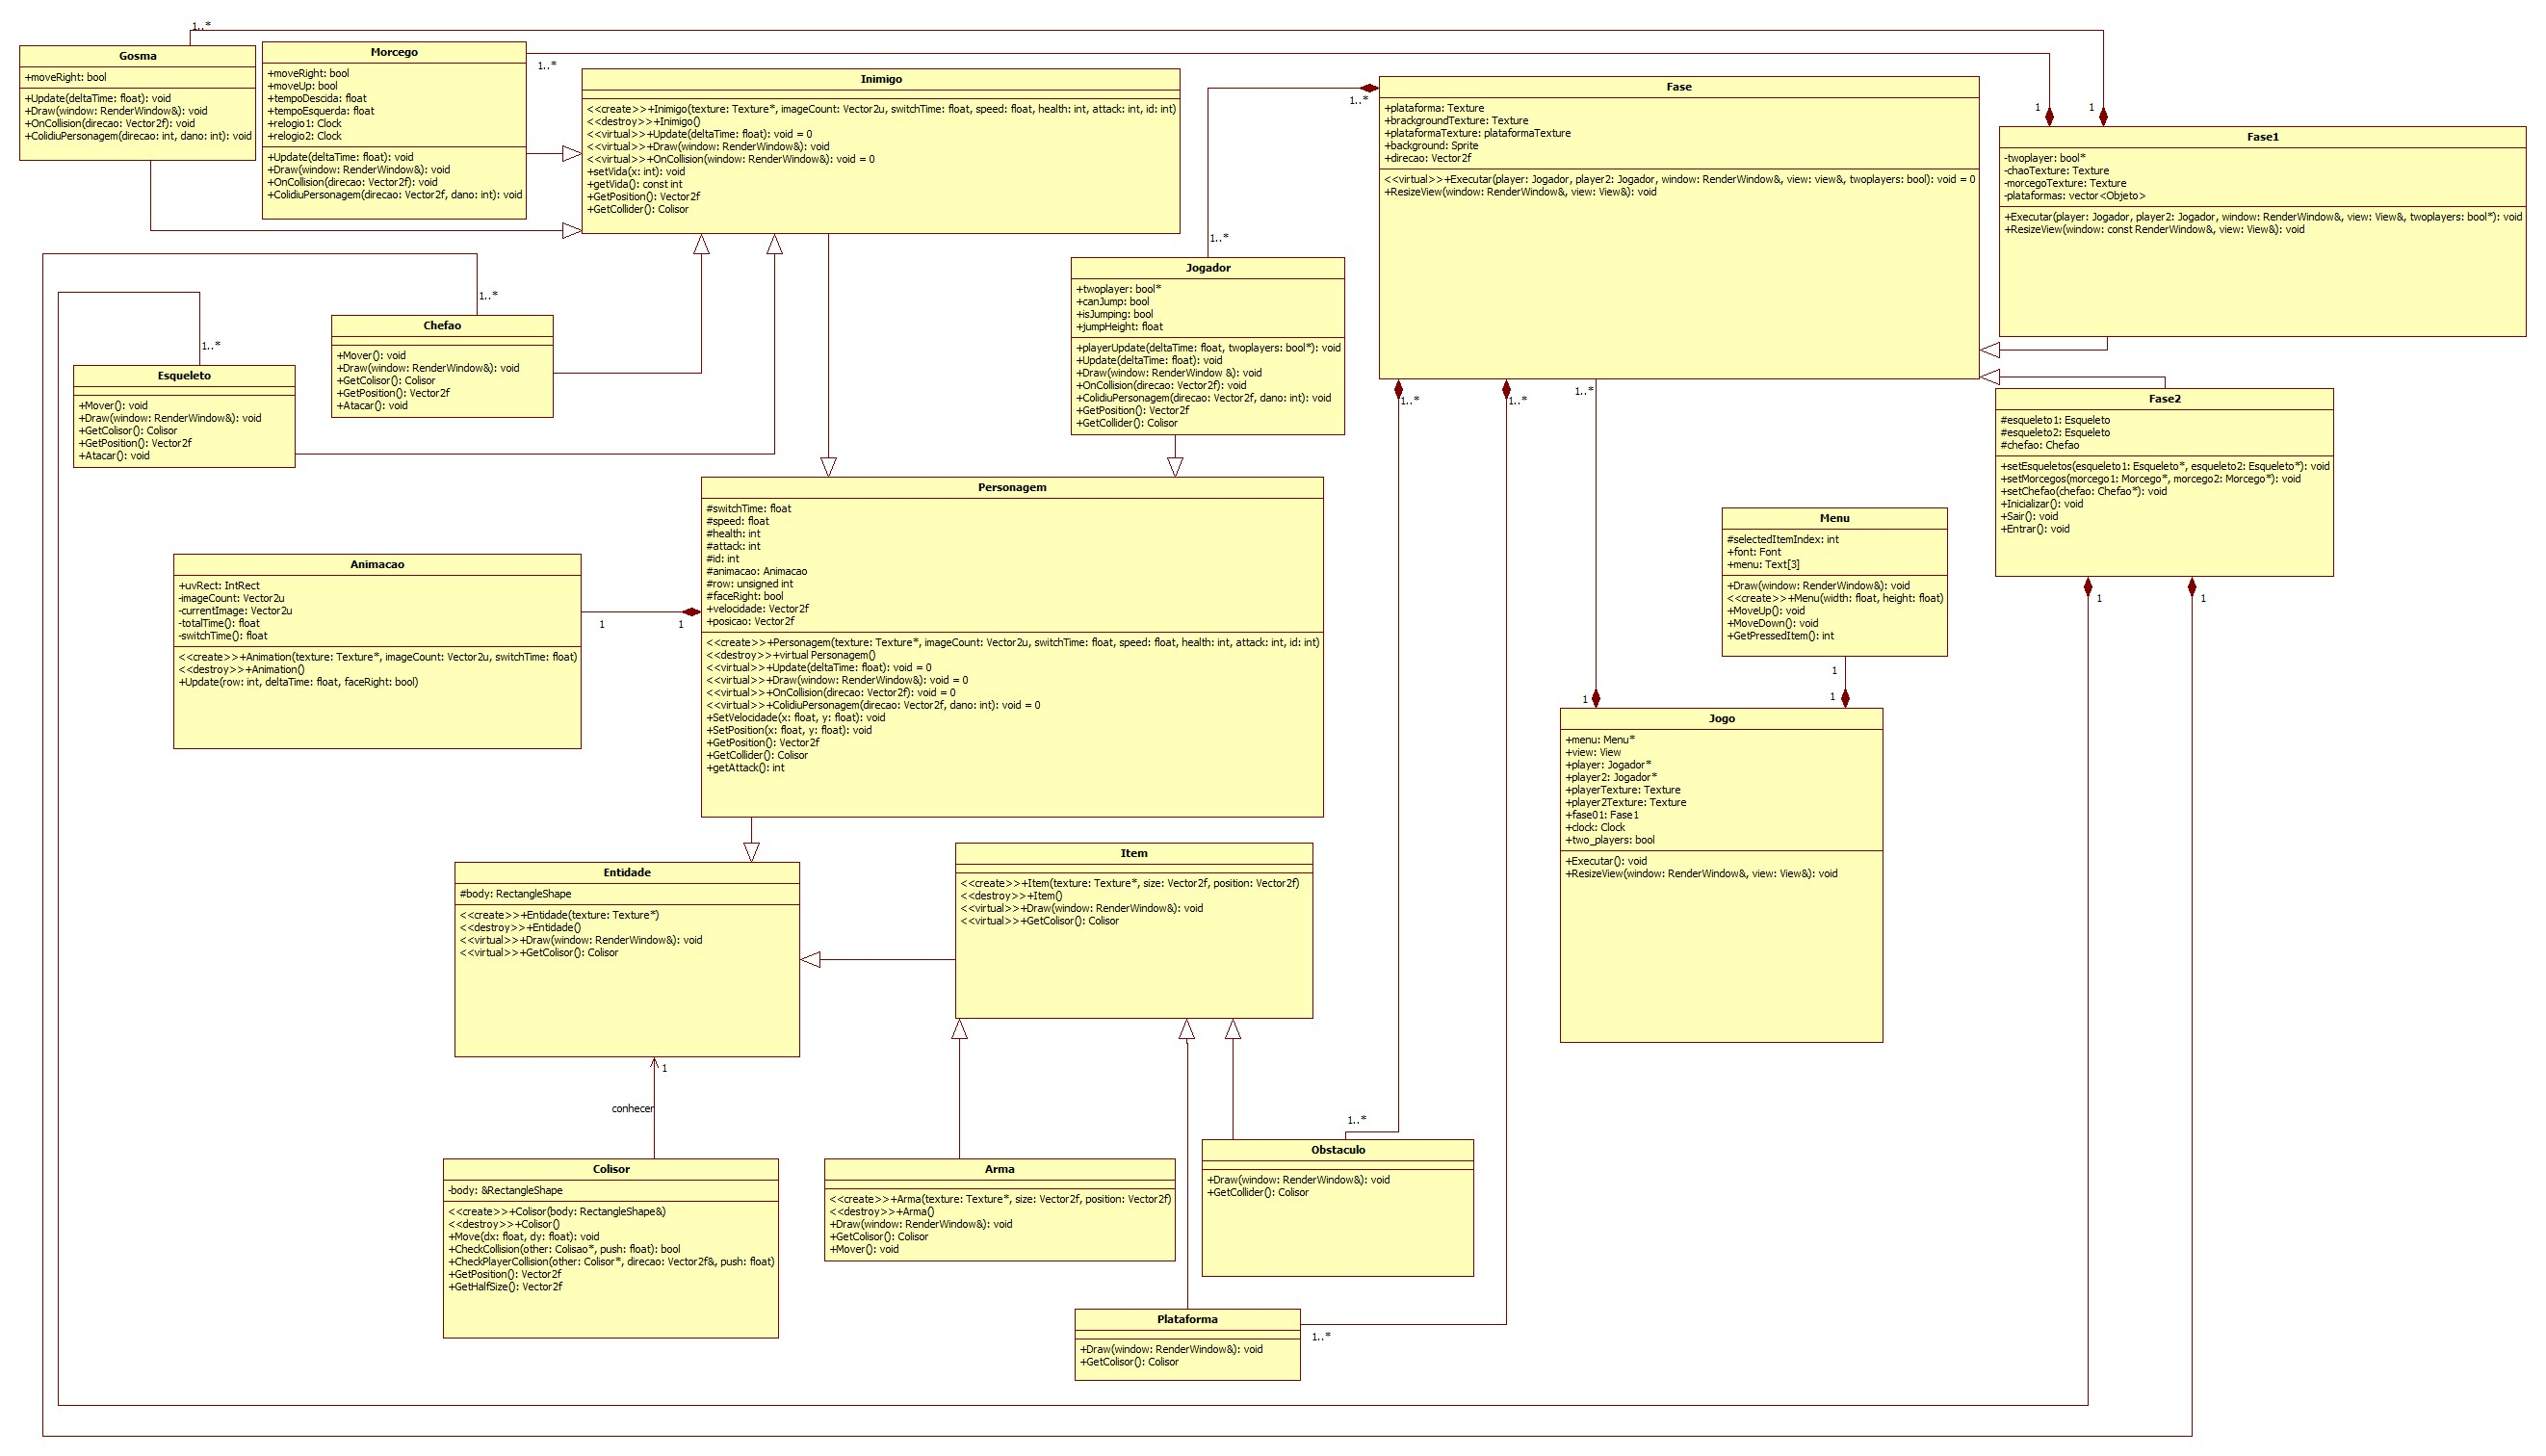 1..*
Gosma
+moveRight: bool
+Update(deltaTime: float): void
+Draw(window: RenderWindow&): void
+OnCollision(direcao: Vector2f): void
+ColidiuPersonagem(direcao: int, dano: int): void
Morcego
+moveRight: bool
+moveUp: bool
+tempoDescida: float
+tempoEsquerda: float
+relogio1: Clock
+relogio2: Clock
+Update(deltaTime: float): void
+Draw(window: RenderWindow&): void
+OnCollision(direcao: Vector2f): void
+ColidiuPersonagem(direcao: Vector2f, dano: int): void
1..*
Inimigo
<<create>>+Inimigo(texture: Texture*, imageCount: Vector2u, switchTime: float, speed: float, health: int, attack: int, id: int)
<<destroy>>+Inimigo()
<<virtual>>+Update(deltaTime: float): void = 0
<<virtual>>+Draw(window: RenderWindow&): void
<<virtual>>+OnCollision(window: RenderWindow&): void = 0
+setVida(x: int): void
+getVida(): const int
+GetPosition(): Vector2f
+GetCollider(): Colisor
1..*
Fase
+plataforma: Texture
+brackgroundTexture: Texture
+plataformaTexture: plataformaTexture
+background: Sprite
+direcao: Vector2f
<<virtual>>+Executar(player: Jogador, player2: Jogador, window: RenderWindow&, view: view&, twoplayers: bool): void = 0
+ResizeView(window: RenderWindow&, view: View&): void
1
1
Fase1
-twoplayer: bool*
-chaoTexture: Texture
-morcegoTexture: Texture
-plataformas: vector<Objeto>
+Executar(player: Jogador, player2: Jogador, window: RenderWindow&, view: View&, twoplayers: bool*): void
+ResizeView(window: const RenderWindow&, view: View&): void
1..*
Jogador
+twoplayer: bool*
+canJump: bool
+isJumping: bool
+jumpHeight: float
+playerUpdate(deltaTime: float, twoplayers: bool*): void
+Update(deltaTime: float): void
+Draw(window: RenderWindow &): void
+OnCollision(direcao: Vector2f): void
+ColidiuPersonagem(direcao: Vector2f, dano: int): void
+GetPosition(): Vector2f
+GetCollider(): Colisor
1..*
Chefao
+Mover(): void
+Draw(window: RenderWindow&): void
+GetColisor(): Colisor
+GetPosition(): Vector2f
+Atacar(): void
1..*
Esqueleto
+Mover(): void
+Draw(window: RenderWindow&): void
+GetColisor(): Colisor
+GetPosition(): Vector2f
+Atacar(): void
1..*
1..*
1..*
Fase2
#esqueleto1: Esqueleto
#esqueleto2: Esqueleto
#chefao: Chefao
+setEsqueletos(esqueleto1: Esqueleto*, esqueleto2: Esqueleto*): void
+setMorcegos(morcego1: Morcego*, morcego2: Morcego*): void
+setChefao(chefao: Chefao*): void
+Inicializar(): void
+Sair(): void
+Entrar(): void
1
1
Personagem
#switchTime: float
#speed: float
#health: int
#attack: int
#id: int
#animacao: Animacao
#row: unsigned int
#faceRight: bool
+velocidade: Vector2f
+posicao: Vector2f
<<create>>+Personagem(texture: Texture*, imageCount: Vector2u, switchTime: float, speed: float, health: int, attack: int, id: int)
<<destroy>>+virtual Personagem()
<<virtual>>+Update(deltaTime: float): void = 0
<<virtual>>+Draw(window: RenderWindow&): void = 0
<<virtual>>+OnCollision(direcao: Vector2f): void = 0
<<virtual>>+ColidiuPersonagem(direcao: Vector2f, dano: int): void = 0
+SetVelocidade(x: float, y: float): void
+SetPosition(x: float, y: float): void
+GetPosition(): Vector2f
+GetCollider(): Colisor
+getAttack(): int
Animacao
+uvRect: IntRect
-imageCount: Vector2u
-currentImage: Vector2u
-totalTime(): float
-switchTime(): float
<<create>>+Animation(texture: Texture*, imageCount: Vector2u, switchTime: float)
<<destroy>>+Animation()
+Update(row: int, deltaTime: float, faceRight: bool)
1
1
Menu
#selectedItemIndex: int
+font: Font
+menu: Text[3]
+Draw(window: RenderWindow&): void
<<create>>+Menu(width: float, height: float)
+MoveUp(): void
+MoveDown(): void
+GetPressedItem(): int
1
1
1
Jogo
+menu: Menu*
+view: View
+player: Jogador*
+player2: Jogador*
+playerTexture: Texture
+player2Texture: Texture
+fase01: Fase1
+clock: Clock
+two_players: bool
+Executar(): void
+ResizeView(window: RenderWindow&, view: View&): void
Entidade
#body: RectangleShape
<<create>>+Entidade(texture: Texture*)
<<destroy>>+Entidade()
<<virtual>>+Draw(window: RenderWindow&): void
<<virtual>>+GetColisor(): Colisor
Item
<<create>>+Item(texture: Texture*, size: Vector2f, position: Vector2f)
<<destroy>>+Item()
<<virtual>>+Draw(window: RenderWindow&): void
<<virtual>>+GetColisor(): Colisor
1
conhecer
Colisor
-body: &RectangleShape
<<create>>+Colisor(body: RectangleShape&)
<<destroy>>+Colisor()
+Move(dx: float, dy: float): void
+CheckCollision(other: Colisao*, push: float): bool
+CheckPlayerCollision(other: Colisor*, direcao: Vector2f&, push: float)
+GetPosition(): Vector2f
+GetHalfSize(): Vector2f
Arma
<<create>>+Arma(texture: Texture*, size: Vector2f, position: Vector2f)
<<destroy>>+Arma()
+Draw(window: RenderWindow&): void
+GetColisor(): Colisor
+Mover(): void
1..*
Obstaculo
+Draw(window: RenderWindow&): void
+GetCollider(): Colisor
Plataforma
+Draw(window: RenderWindow&): void
+GetColisor(): Colisor
1..*